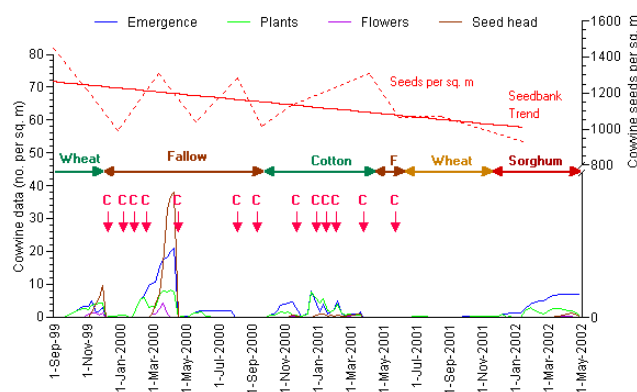 Emergence Plants Flowers Seed head
1600
80
70
60
50
40
30
20
10
0
Cowvine data (no. per sq. m)
1400
1200
1000
800
0
Cowvine seeds per sq. m
Seeds per sq. m
Seedbank
Trend
Wheat Fallow Cotton F Wheat Sorghum
C C C C C C C C C C C C C
1-Sep-99
1-Nov-99
1-Jan-2000
1-Mar-2000
1-May-2000
1-Jul-2000
1-Sep-2000
1-Nov-2000
1-Jan-2001
1-Mar-2001
1-May-2001
1-Jul-2001
1-Sep-2001
1-Nov-2001
1-Jan-2002
1-Mar-2002
1-May-2002